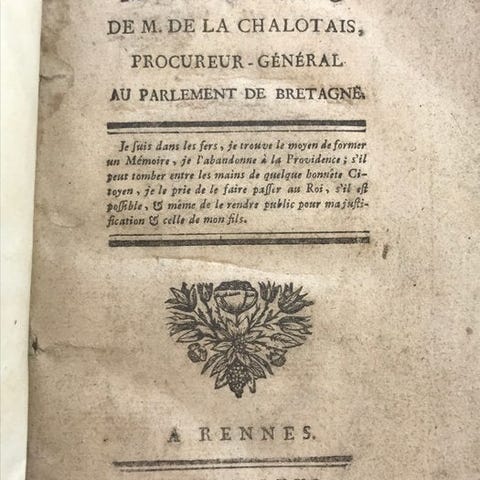 DE M. DE LA CHALOTAIS,
PROCUREUR-GÉNÉRAL
AU PARLEMENT DE BRETAGNE.
Je suis dans les fers, je trouve le moyen de former
un Mémoire, je l'abandonne à la Providence; s'il
peut tomber entre les mains de quelque honnête Ci-
toyen, je le prie de le faire passer au Roi, s'il est
possible, & même de le rendre public pour ma justi-
fication & celle de mon fils.
A RENNES.